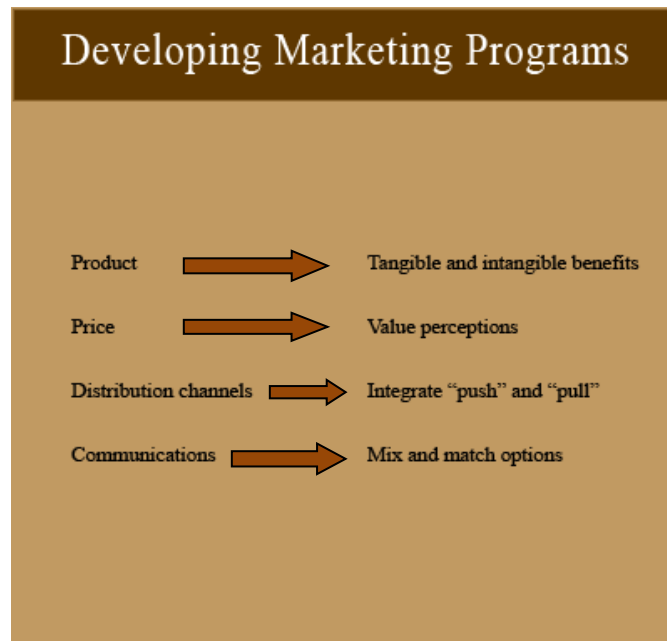 Developing Marketing Programs
Product Tangible and intangible benefits
Price Value perceptions
Distribution channels Integrate “push” and “pull”
Communications Mix and match options